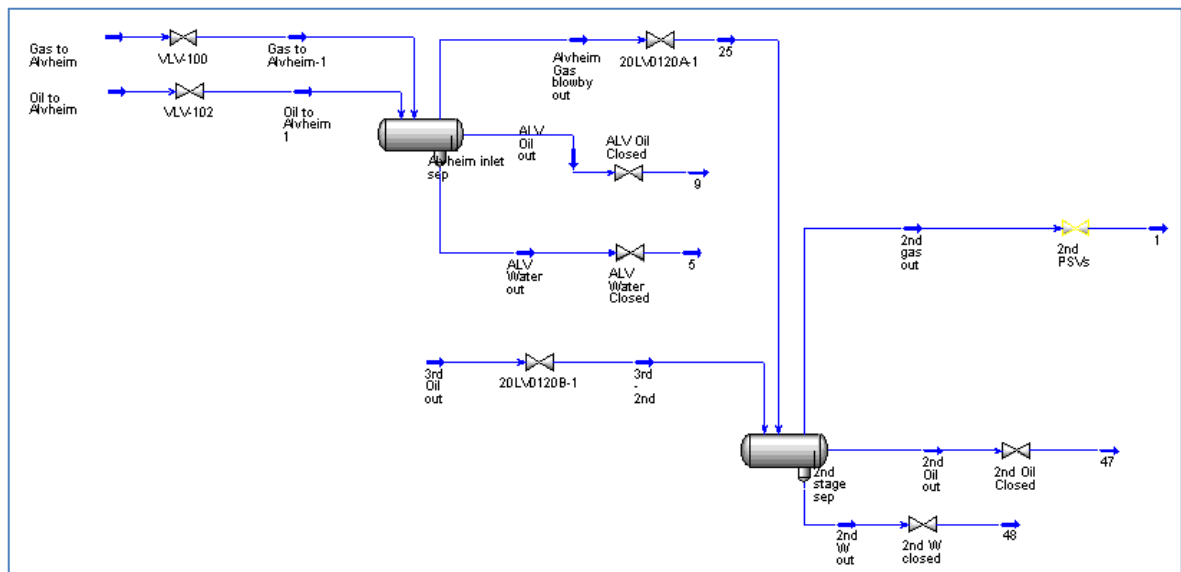 Gas to
Alvheim
VLV-100
Gas to
Alvheim-1
Alvheim
Gas
blowby
out
20LV0120A-1
25
Oil to
Alvheim
VLV-102
Oil to
Alvheim
1
Alvheim inlet
sep
ALV
Oil
out
ALV Oil
Closed
9
ALV
Water
out
ALV
Water
Closed
5
2nd
gas
out
2nd
PSVs
1
3rd
Oil
out
20LV0120B-1
3rd
-
2nd
2nd
stage
sep
2nd
Oil
out
2nd Oil
Closed
47
2nd
W
out
2nd W
closed
48